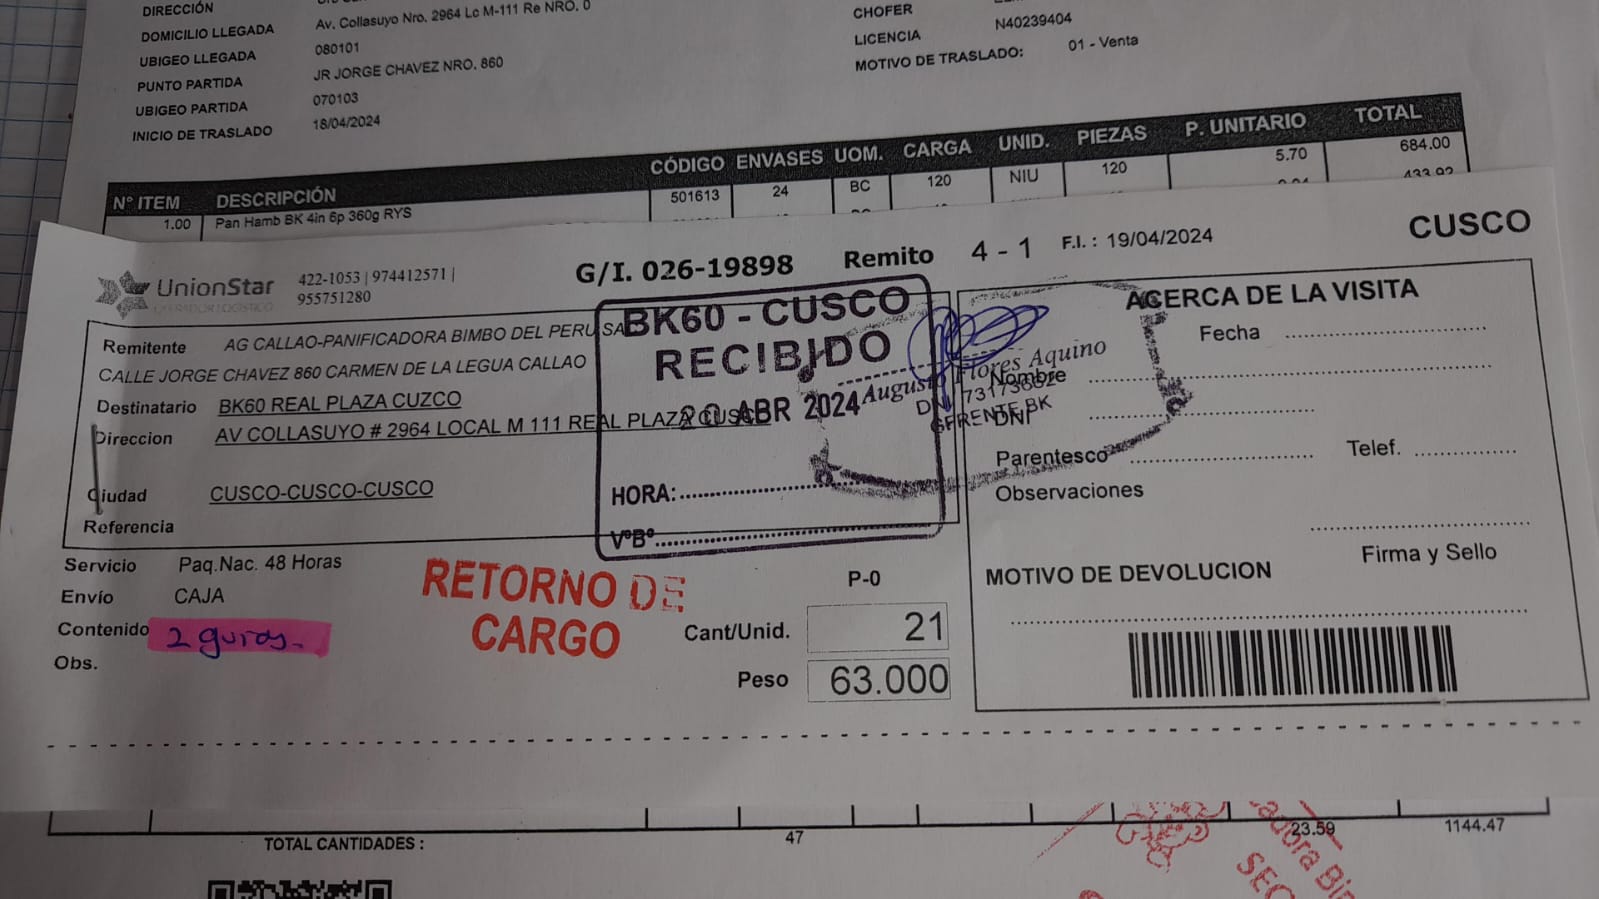 DIRECCIÓN
DOMICILIO LLEGADA Av. Collasuyo Nro. 2964 Lc M-111 Re NRO. 0
UBIGEO LLEGADA 080101
PUNTO PARTIDA JR JORGE CHAVEZ NRO. 860
UBIGEO PARTIDA 070103
INICIO DE TRASLADO 18/04/2024
CHOFER
LICENCIA N40239404
MOTIVO DE TRASLADO: 01 - Venta
N° ITEM DESCRIPCIÓN CÓDIGO ENVASES UOM. CARGA UNID. PIEZAS P. UNITARIO TOTAL
1.00 Pan Hamb BK 4in 6p 360g RYS 501613 24 BC 120 NIU 120 5.70 684.00
433.92
UnionStar
OPERADOR LOGISTICO
422-1053 | 974412571 |
955751280
G/I. 026-19898 Remito 4 - 1 F.I. : 19/04/2024 CUSCO
Remitente AG CALLAO-PANIFICADORA BIMBO DEL PERU SA
CALLE JORGE CHAVEZ 860 CARMEN DE LA LEGUA CALLAO
Destinatario BK60 REAL PLAZA CUZCO
Direccion AV COLLASUYO # 2964 LOCAL M 111 REAL PLAZA CUSCO
Ciudad CUSCO-CUSCO-CUSCO
Referencia
BK60 - CUSCO
RECIBIDO
20 ABR 2024
HORA:
V°B°
Augusto Flores Aquino
DNI
GERENTE BK
ACERCA DE LA VISITA
Fecha
Nombre
DNI
Parentesco Telef.
Observaciones
Firma y Sello
MOTIVO DE DEVOLUCION
Servicio Paq.Nac. 48 Horas
Envío CAJA
Contenido 2 guias.
Obs.
RETORNO DE
CARGO
P-0
Cant/Unid. 21
Peso 63.000
TOTAL CANTIDADES : 47 23.59 1144.47